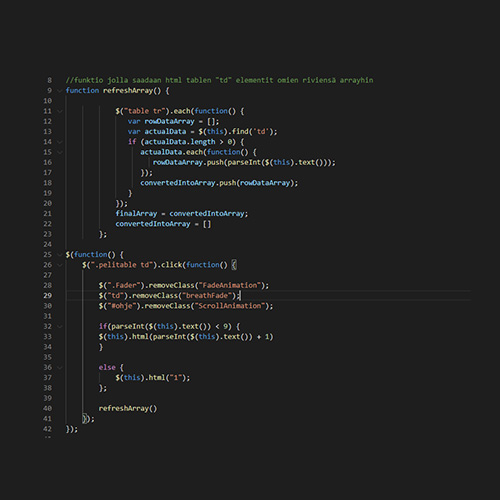 8 //funktio jolla saadaan html tablen "td" elementit omien riviensä arrayhin
9 function refreshArray() {
10
11 $("table tr").each(function() {
12 var rowDataArray = [];
13 var actualData = $(this).find('td');
14 if (actualData.length > 0) {
15 actualData.each(function() {
16 rowDataArray.push(parseInt($(this).text()));
17 });
18 convertedIntoArray.push(rowDataArray);
19 }
20 });
21 finalArray = convertedIntoArray;
22 convertedIntoArray = []
23 };
24
25 $(function() {
26 $(".pelitable td").click(function() {
27
28 $(".Fader").removeClass("FadeAnimation");
29 $("td").removeClass("breathFade");
30 $("#ohje").removeClass("ScrollAnimation");
31
32 if(parseInt($(this).text()) < 9) {
33 $(this).html(parseInt($(this).text()) + 1)
34 }
35
36 else {
37 $(this).html("1");
38 };
39
40 refreshArray()
41 });
42 });